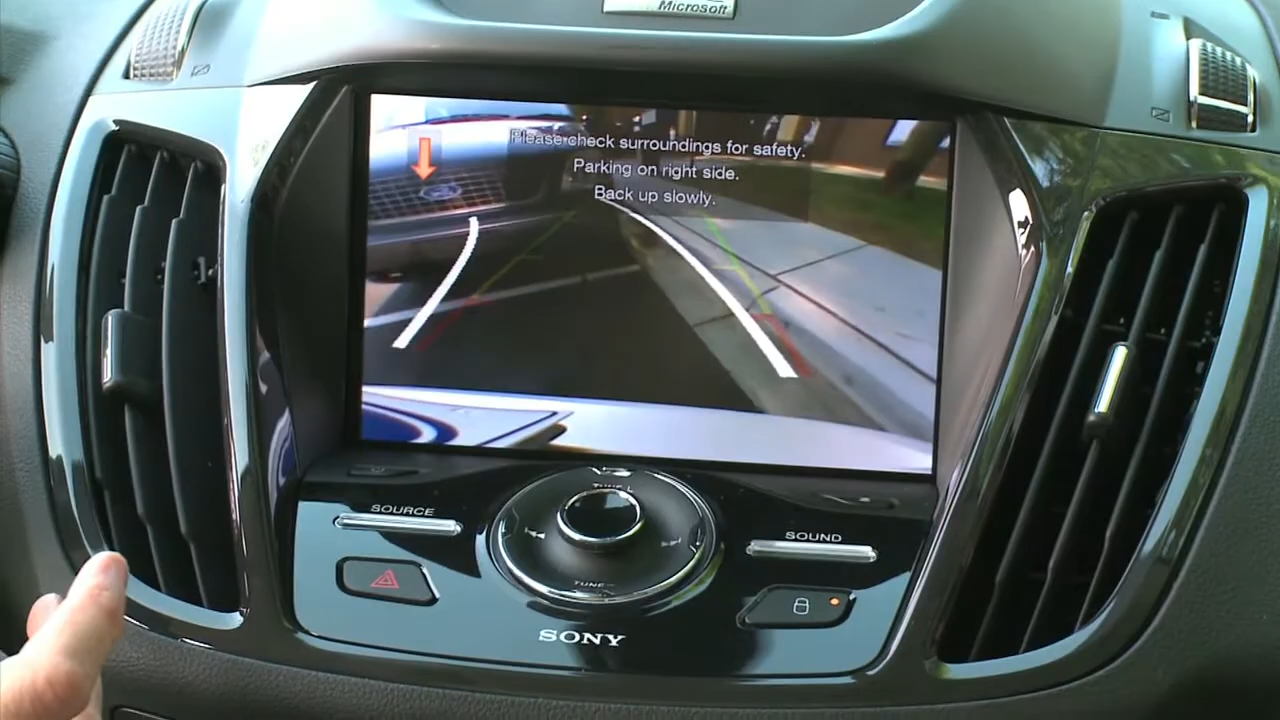 Microsoft
Please check surroundings for safety.
Parking on right side.
Back up slowly.
SOURCE
SOUND
SONY